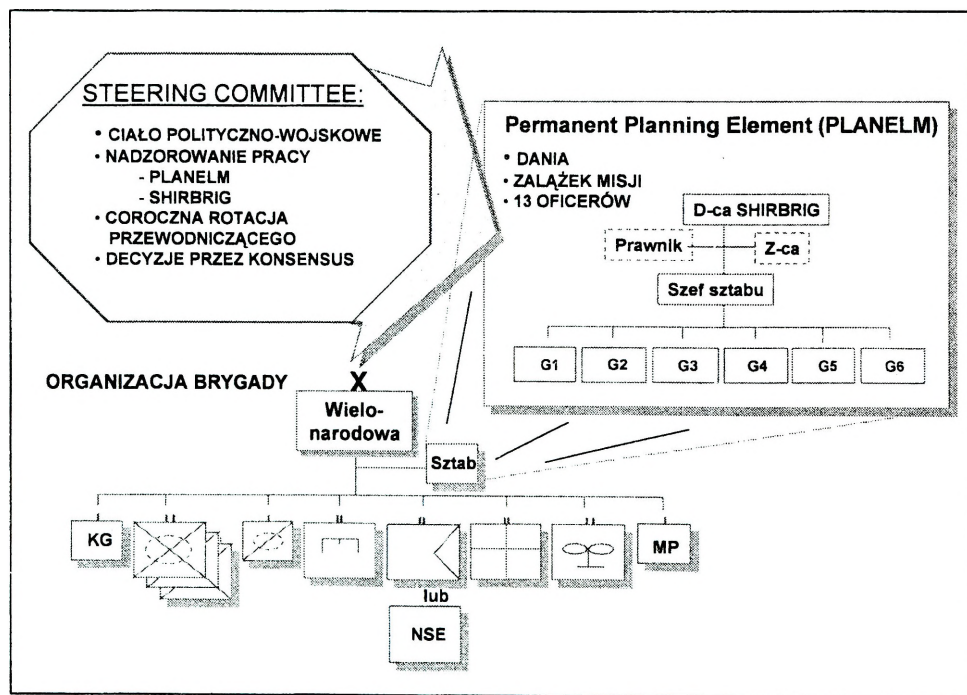 STEERING COMMITTEE:
• CIAŁO POLITYCZNO-WOJSKOWE
• NADZOROWANIE PRACY
- PLANELM
- SHIRBRIG
• COROCZNA ROTACJA
PRZEWODNICZĄCEGO
• DECYZJE PRZEZ KONSENSUS
Permanent Planning Element (PLANELM)
• DANIA
• ZALĄŻEK MISJI
• 13 OFICERÓW
D-ca SHIRBRIG
Prawnik
Z-ca
Szef sztabu
G1
G2
G3
G4
G5
G6
ORGANIZACJA BRYGADY
X
Wielo-
narodowa
Sztab
KG
MP
lub
NSE